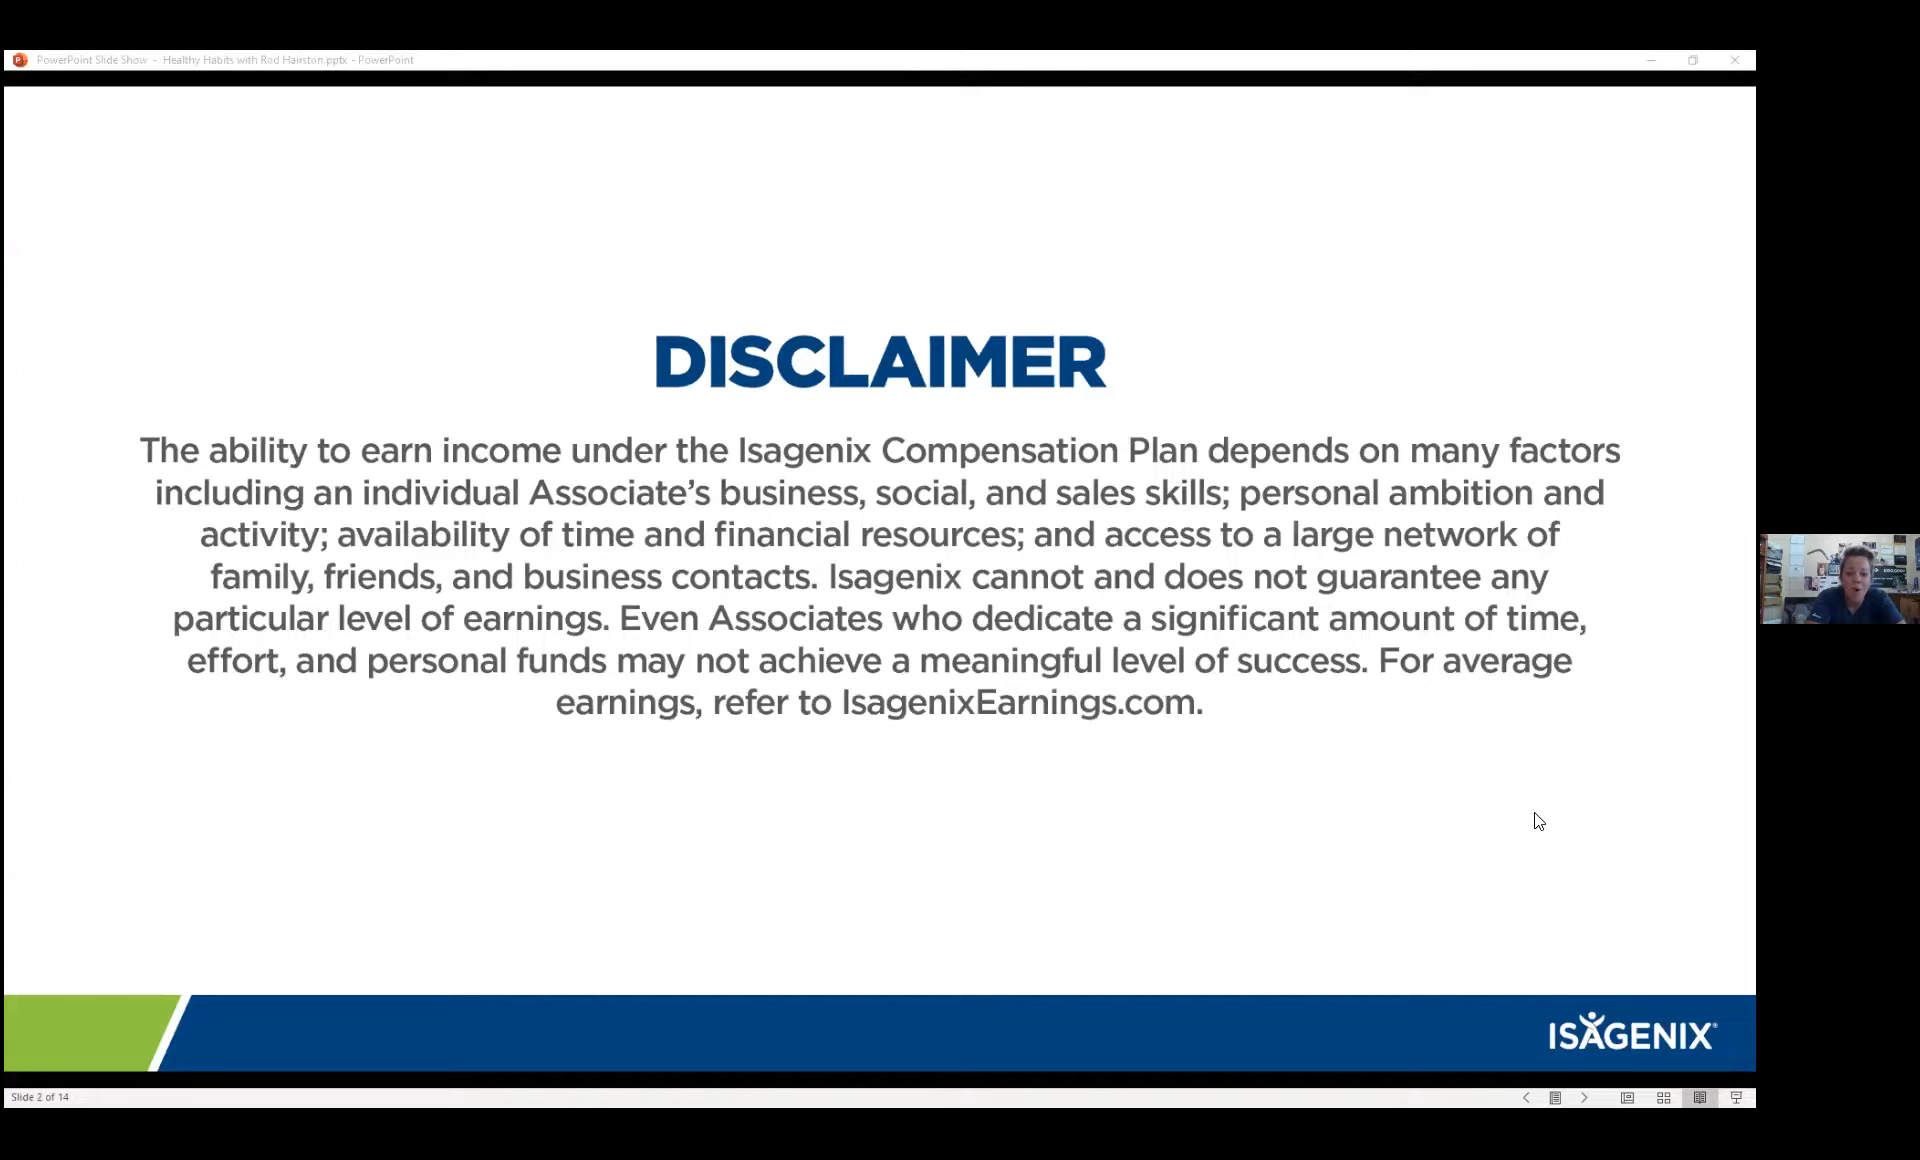 PowerPoint Slide Show - Healthy Habits with Rod Hairston.pptx - PowerPoint
DISCLAIMER
The ability to earn income under the Isagenix Compensation Plan depends on many factors
including an individual Associate's business, social, and sales skills; personal ambition and
activity; availability of time and financial resources; and access to a large network of
family, friends, and business contacts. Isagenix cannot and does not guarantee any
particular level of earnings. Even Associates who dedicate a significant amount of time,
effort, and personal funds may not achieve a meaningful level of success. For average
earnings, refer to IsagenixEarnings.com.
ISAGENIX®
Slide 2 of 14